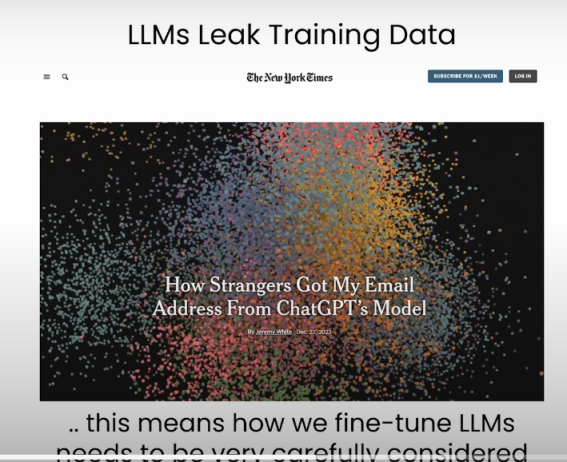 LLMs Leak Training Data
The New York Times
SUBSCRIBE FOR $1/WEEK
LOG IN
How Strangers Got My Email
Address From ChatGPT's Model
By Jeremy White Dec. 22, 2023
.. this means how we fine-tune LLMs
needs to be very carefully considered